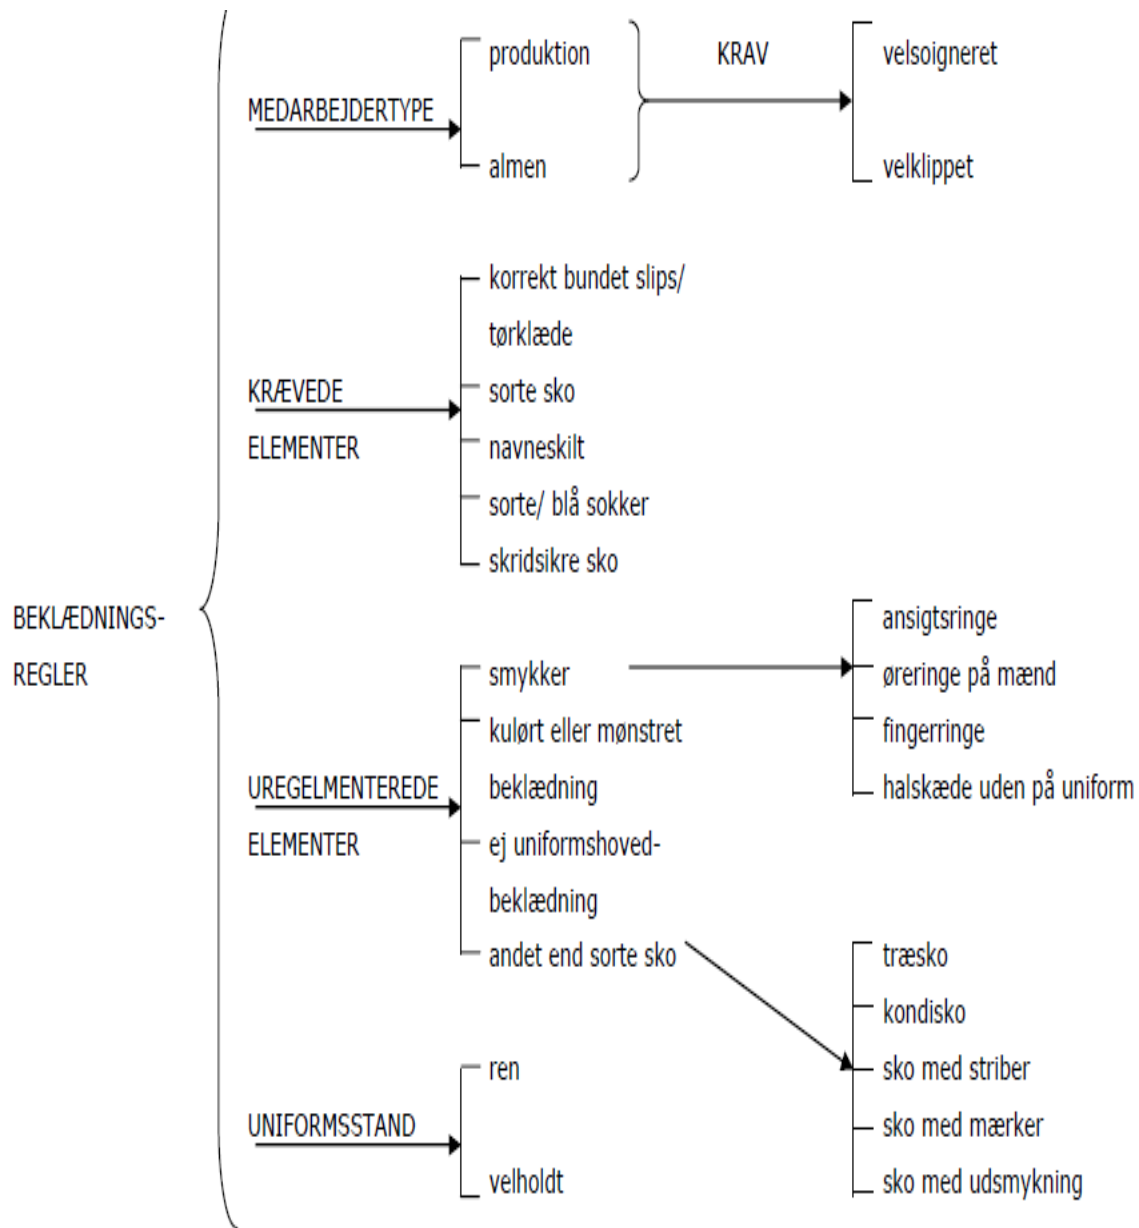 produktion
KRAV
velsoigneret
MEDARBEJDERTYPE
almen
velklippet
korrekt bundet slips/
tørklæde
KRÆVEDE
sorte sko
ELEMENTER
navneskilt
sorte/ blå sokker
skridsikre sko
BEKLÆDNINGS-
REGLER
ansigtsringe
smykker
øreringe på mænd
kulørt eller mønstret
fingerringe
UREGELMENTEREDE
beklædning
halskæde uden på uniform
ELEMENTER
ej uniformshoved-
beklædning
andet end sorte sko
træsko
kondisko
ren
sko med striber
UNIFORMSSTAND
sko med mærker
velholdt
sko med udsmykning